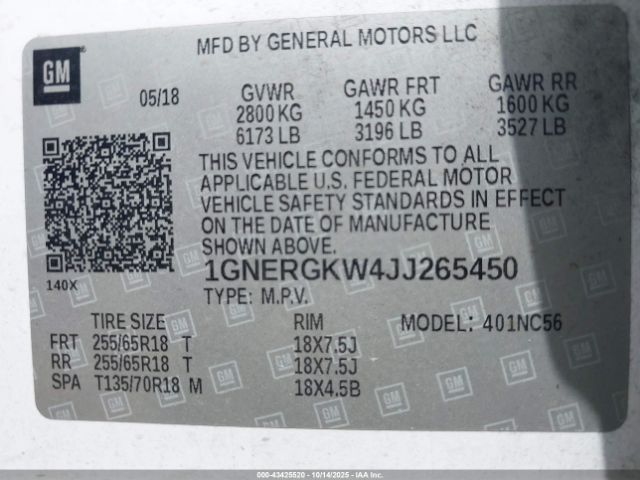 GM
MFD BY GENERAL MOTORS LLC
05/18 GVWR GAWR FRT GAWR RR
2800 KG 1450 KG 1600 KG
6173 LB 3196 LB 3527 LB
THIS VEHICLE CONFORMS TO ALL
APPLICABLE U.S. FEDERAL MOTOR
VEHICLE SAFETY STANDARDS IN EFFECT
ON THE DATE OF MANUFACTURE
SHOWN ABOVE.
1GNERGKW4JJ265450
140X
TYPE: M.P.V.
TIRE SIZE RIM MODEL: 401NC56
FRT 255/65R18 T 18X7.5J
RR 255/65R18 T 18X7.5J
SPA T135/70R18 M 18X4.5B
000-43425520 - 10/14/2025 - IAAI, Inc.